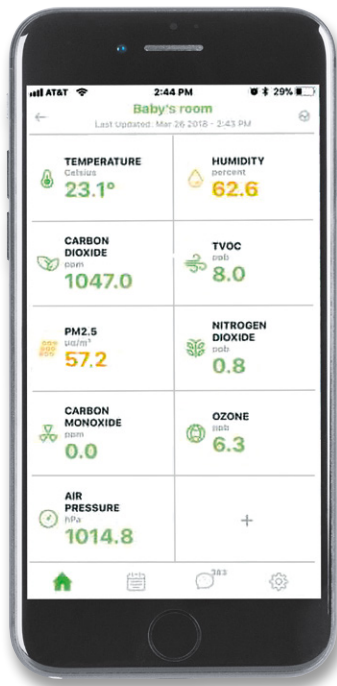 AT&T 2:44 PM 29%
Baby's room
Last Updated: Mar 26 2018 - 2:43 PM
TEMPERATURE
Celsius
23.1°
HUMIDITY
percent
62.6
CARBON
DIOXIDE
ppm
1047.0
TVOC
ppb
8.0
PM2.5
µg/m³
57.2
NITROGEN
DIOXIDE
ppb
0.8
CARBON
MONOXIDE
ppm
0.0
OZONE
ppb
6.3
AIR
PRESSURE
hPa
1014.8
+
383